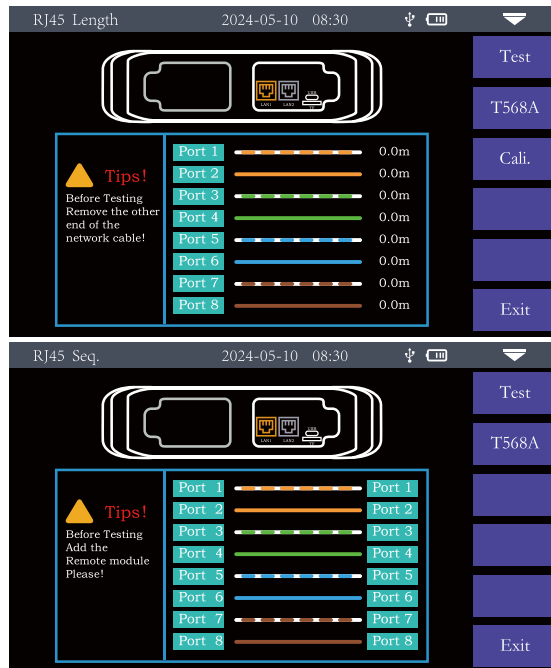 RJ45 Length 2024-05-10 08:30
Test
T568A
Cali.
Exit
LAN1 LAN2
Tips!
Before Testing
Remove the other
end of the
network cable!
Port 1 0.0m
Port 2 0.0m
Port 3 0.0m
Port 4 0.0m
Port 5 0.0m
Port 6 0.0m
Port 7 0.0m
Port 8 0.0m
RJ45 Seq. 2024-05-10 08:30
Test
T568A
Exit
LAN1 LAN2
Tips!
Before Testing
Add the
Remote module
Please!
Port 1 Port 1
Port 2 Port 2
Port 3 Port 3
Port 4 Port 4
Port 5 Port 5
Port 6 Port 6
Port 7 Port 7
Port 8 Port 8